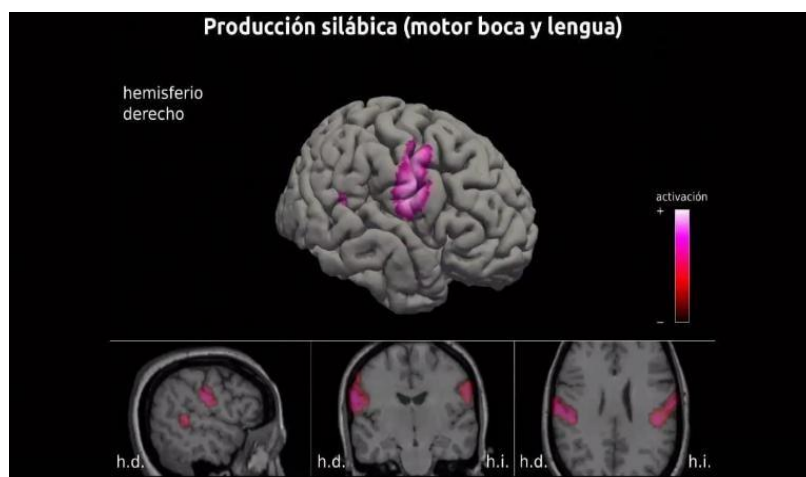 Producción silábica (motor boca y lengua)
hemisferio
derecho
activación
+
−
h.d.
h.d.
h.i.
h.d.
h.i.